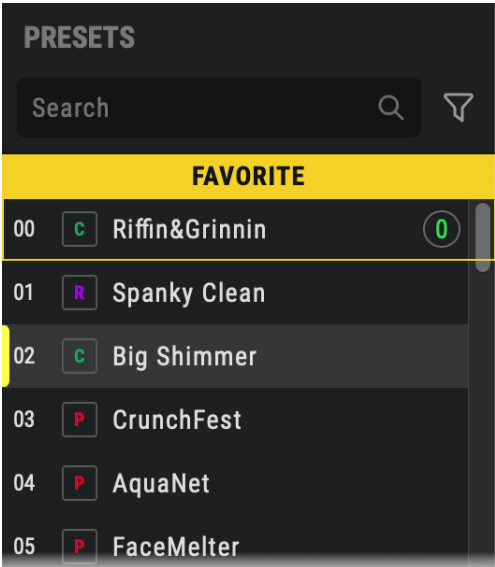 PRESETS
Search
FAVORITE
00 C Riffin&Grinnin 0
01 R Spanky Clean
02 C Big Shimmer
03 P CrunchFest
04 P AquaNet
05 P FaceMelter